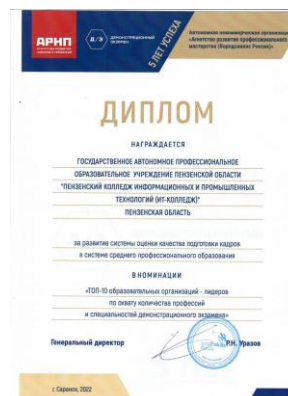 АРНП
Д/Э
ДЕМОНСТРАЦИОННЫЙ
ЭКЗАМЕН
5 ЛЕТ УСПЕХА
Автономная некоммерческая организация
«Агентство развития профессионального
мастерства (Ворлдскиллс Россия)»
ДИПЛОМ
НАГРАЖДАЕТСЯ
ГОСУДАРСТВЕННОЕ АВТОНОМНОЕ ПРОФЕССИОНАЛЬНОЕ
ОБРАЗОВАТЕЛЬНОЕ УЧРЕЖДЕНИЕ ПЕНЗЕНСКОЙ ОБЛАСТИ
"ПЕНЗЕНСКИЙ КОЛЛЕДЖ ИНФОРМАЦИОННЫХ И ПРОМЫШЛЕННЫХ
ТЕХНОЛОГИЙ (ИТ-КОЛЛЕДЖ)"
ПЕНЗЕНСКАЯ ОБЛАСТЬ
за развитие системы оценки качества подготовки кадров
в системе среднего профессионального образования
В НОМИНАЦИИ
«ТОП-10 образовательных организаций - лидеров
по охвату количества профессий
и специальностей демонстрационного экзамена»
Генеральный директор
Р.Н. Уразов
г. Саранск, 2022